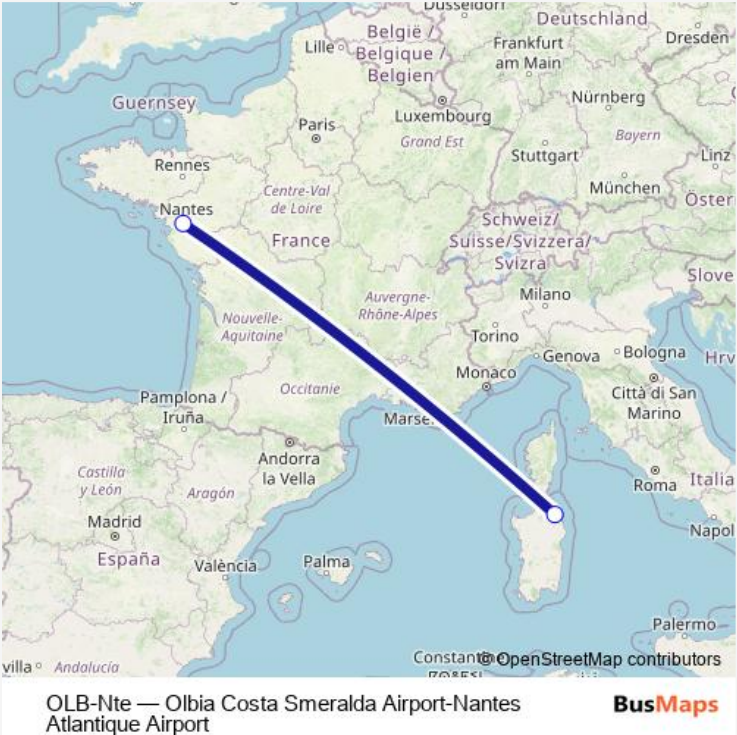 Düsseldorf
Deutschland
België /
Belgique /
Belgien
Lille
Frankfurt
am Main
Dresden
Guernsey
Luxembourg
Nürnberg
Paris
Grand Est
Bayern
Rennes
Stuttgart
Linz
München
Centre-Val
de Loire
Nantes
Öster
Schweiz/
Suisse/Svizzera/
Svizra
France
Slove
Auvergne-
Rhône-Alpes
Milano
Nouvelle-
Aquitaine
Torino
Genova
Bologna
Hrv
Monaco
Occitanie
Pamplona /
Iruña
Città di San
Marino
Marse
Andorra
la Vella
Castilla
y León
Aragón
Roma
Italia
Madrid
Napol
España
València
Palma
Palermo
villa
Andalucía
Constantine
OpenStreetMap contributors
OLB-Nte — Olbia Costa Smeralda Airport-Nantes
Atlantique Airport
BusMaps